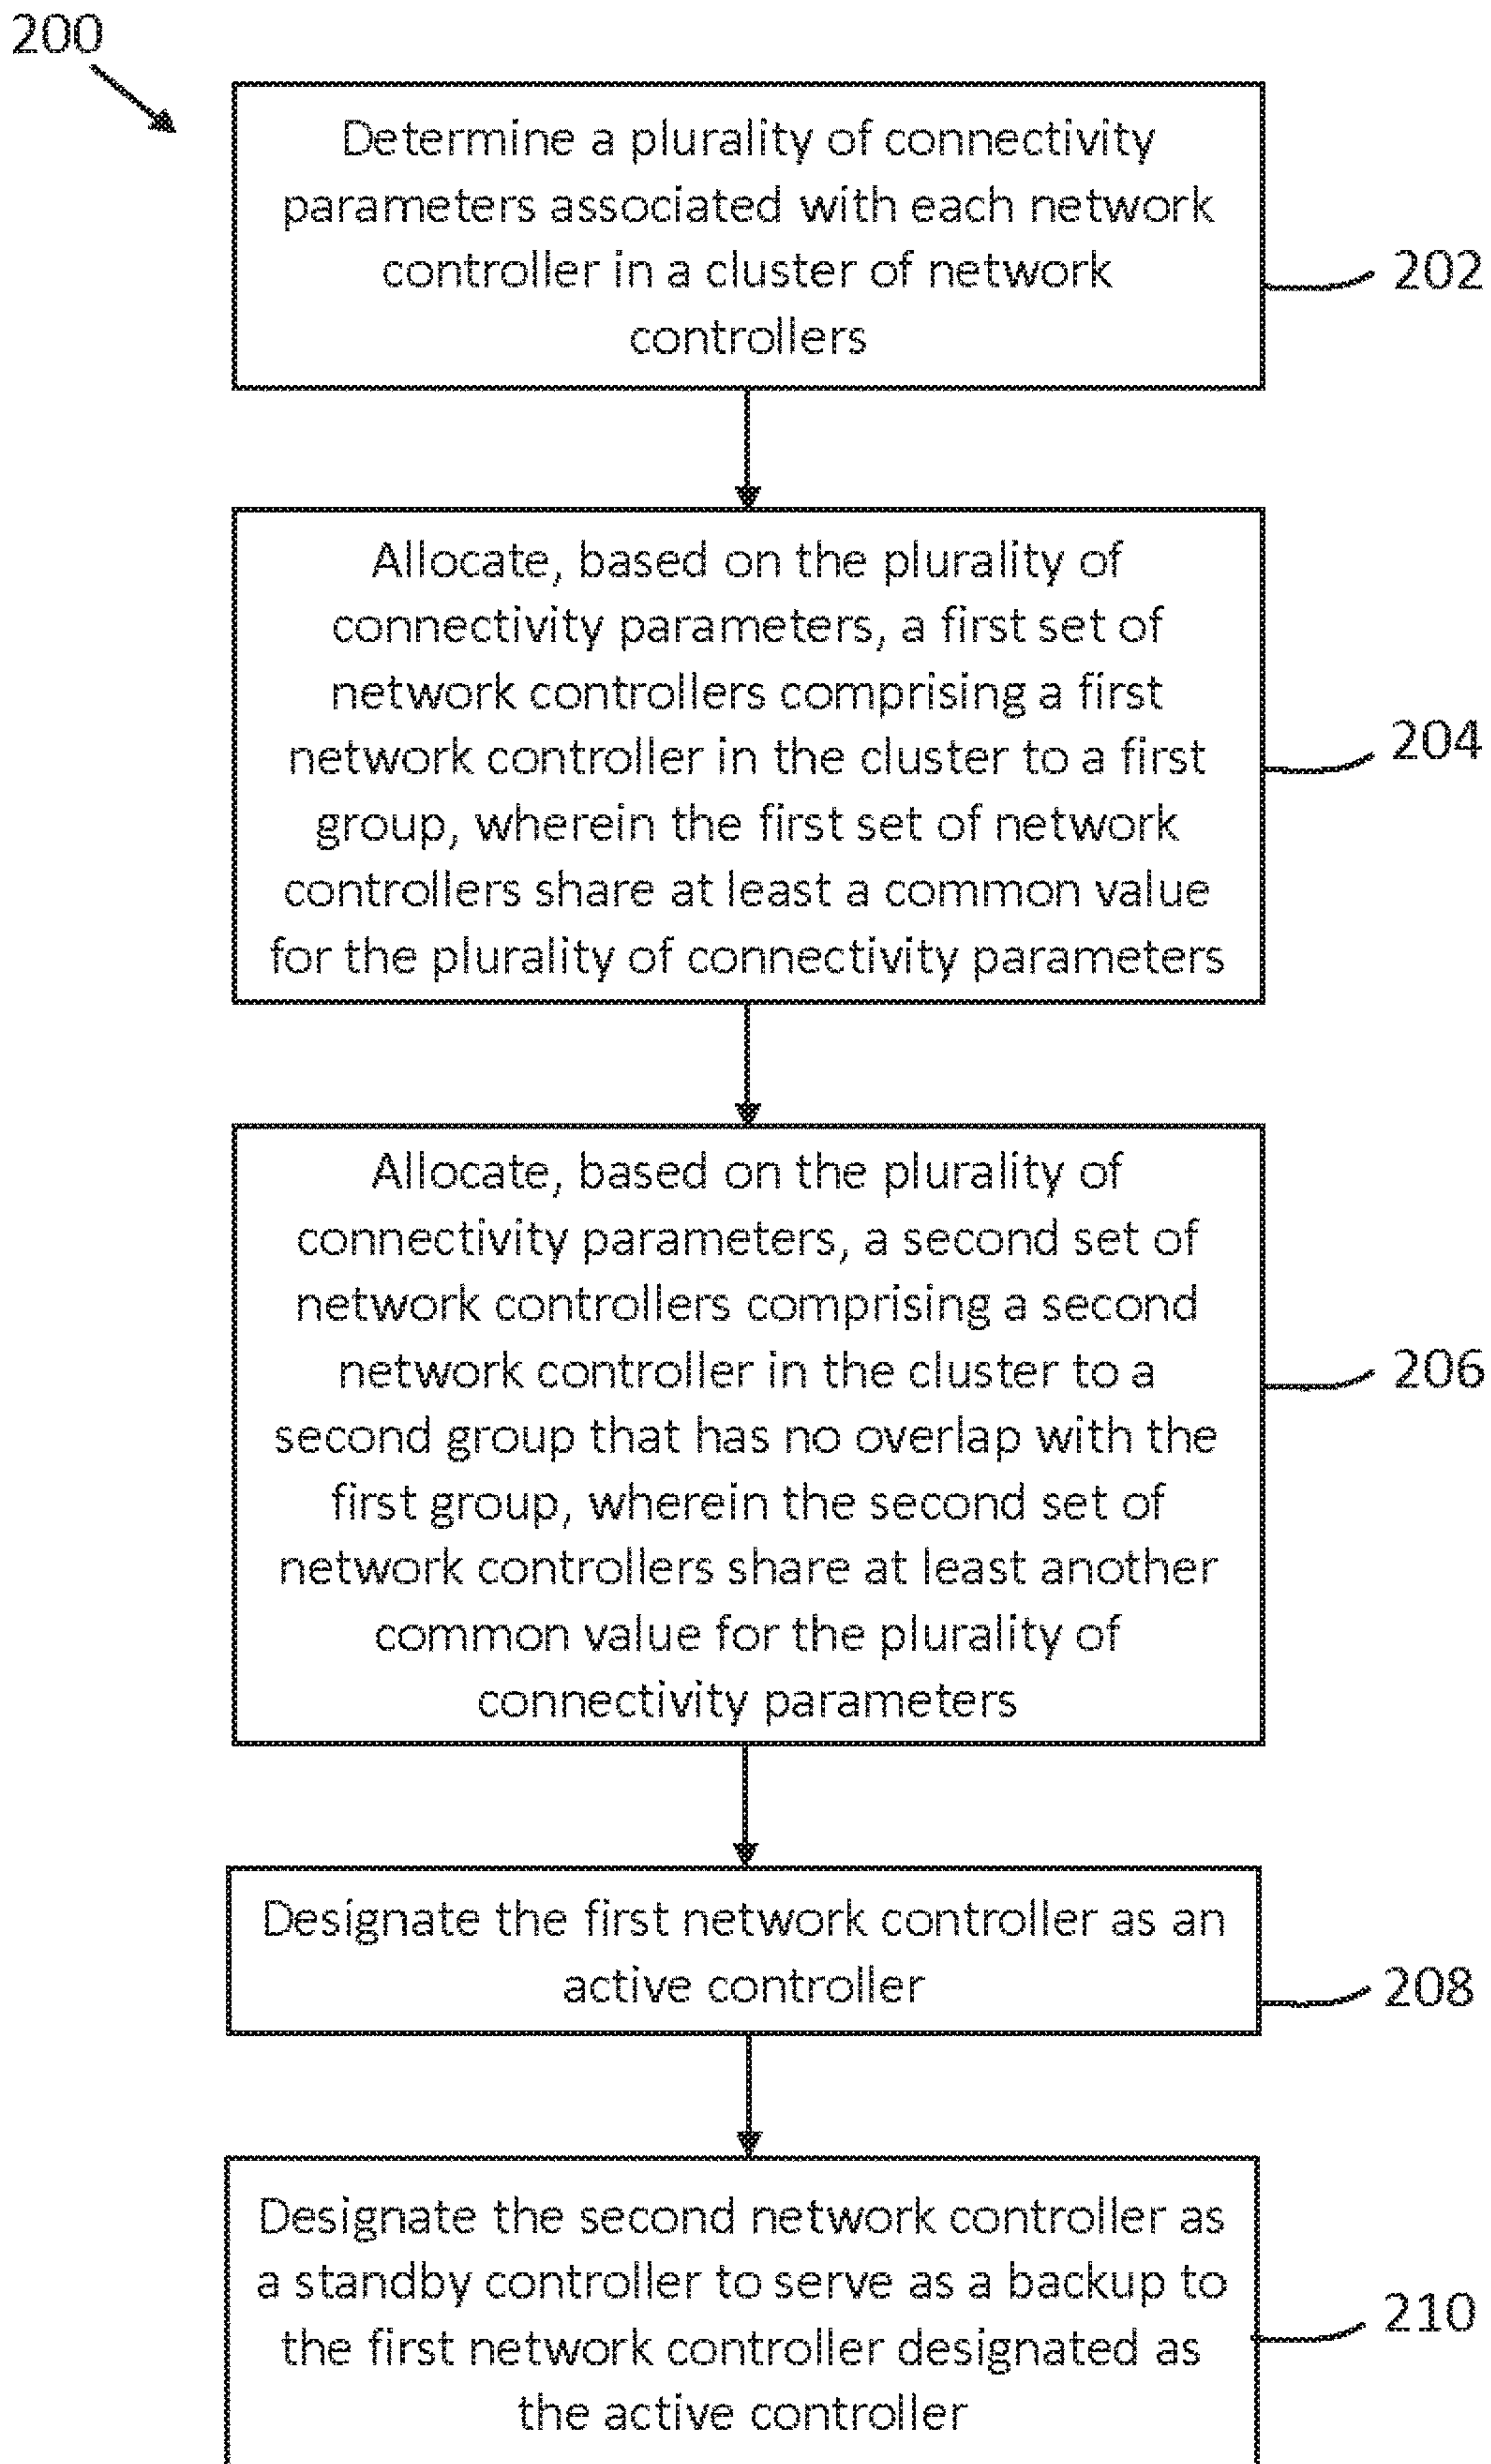 200
Determine a plurality of connectivity
parameters associated with each network
controller in a cluster of network
controllers
202
Allocate, based on the plurality of
connectivity parameters, a first set of
network controllers comprising a first
network controller in the cluster to a first
group, wherein the first set of network
controllers share at least a common value
for the plurality of connectivity parameters
204
Allocate, based on the plurality of
connectivity parameters, a second set of
network controllers comprising a second
network controller in the cluster to a
second group that has no overlap with the
first group, wherein the second set of
network controllers share at least another
common value for the plurality of
connectivity parameters
206
Designate the first network controller as an
active controller
208
Designate the second network controller as
a standby controller to serve as a backup to
the first network controller designated as
the active controller
210